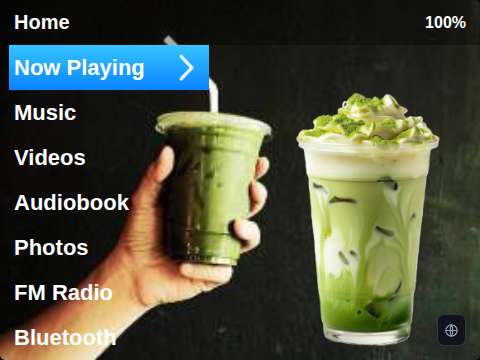 Home
100%
Now Playing
Music
Videos
Audiobook
Photos
FM Radio
Bluetooth